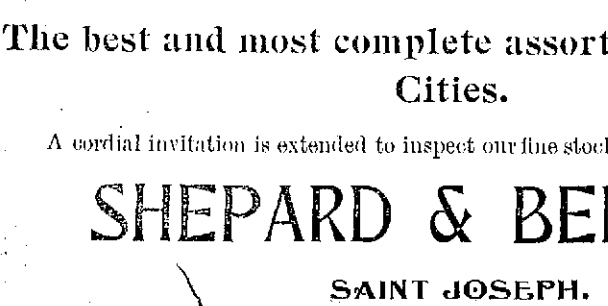 The best and most complete assort
Cities.
A cordial invitation is extended to inspect our fine stock
SHEPARD & BE
SAINT JOSEPH.